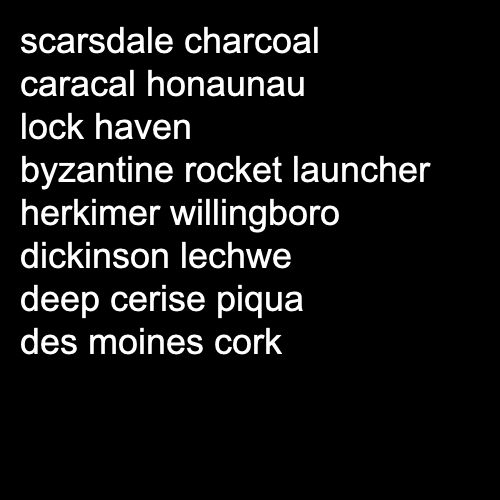 scarsdale charcoal
caracal honaunau
lock haven
byzantine rocket launcher
herkimer willingboro
dickinson lechwe
deep cerise piqua
des moines cork